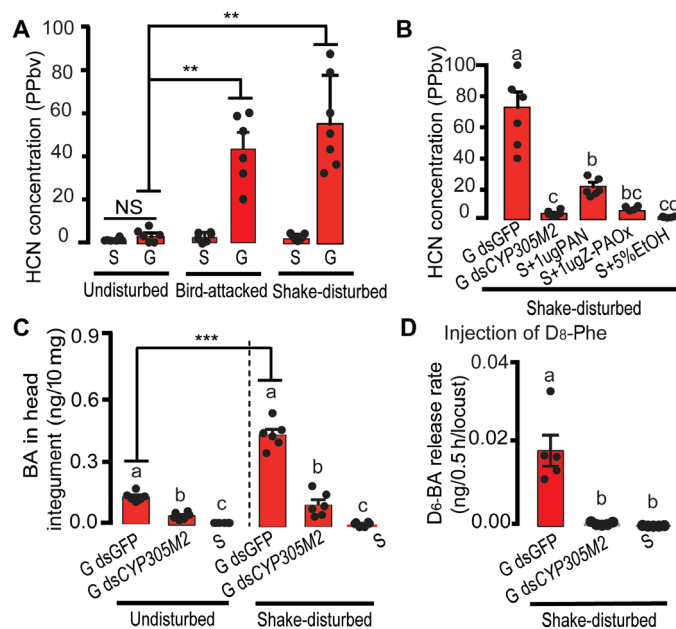 A
HCN concentration (PPbv)
100
80
60
40
20
0
**
**
NS
S G S G S G
Undisturbed Bird-attacked Shake-disturbed
B
HCN concentration (PPbv)
100
80
60
40
20
0
a
c
b
bc
cd
G dsGFP
G dsCYP305M2
S+1ugPAN
S+1ugZ-PAOx
S+5%EtOH
Shake-disturbed
C
BA in head
integument (ng/10 mg)
0.9
0.6
0.3
0.0
***
a
b
c
a
b
c
G dsGFP
G dsCYP305M2
S
G dsGFP
G dsCYP305M2
S
Undisturbed Shake-disturbed
D Injection of D8-Phe
D6-BA release rate
(ng/0.5 h/locust)
0.04
0.02
0.00
a
b
b
G dsGFP
G dsCYP305M2
S
Shake-disturbed